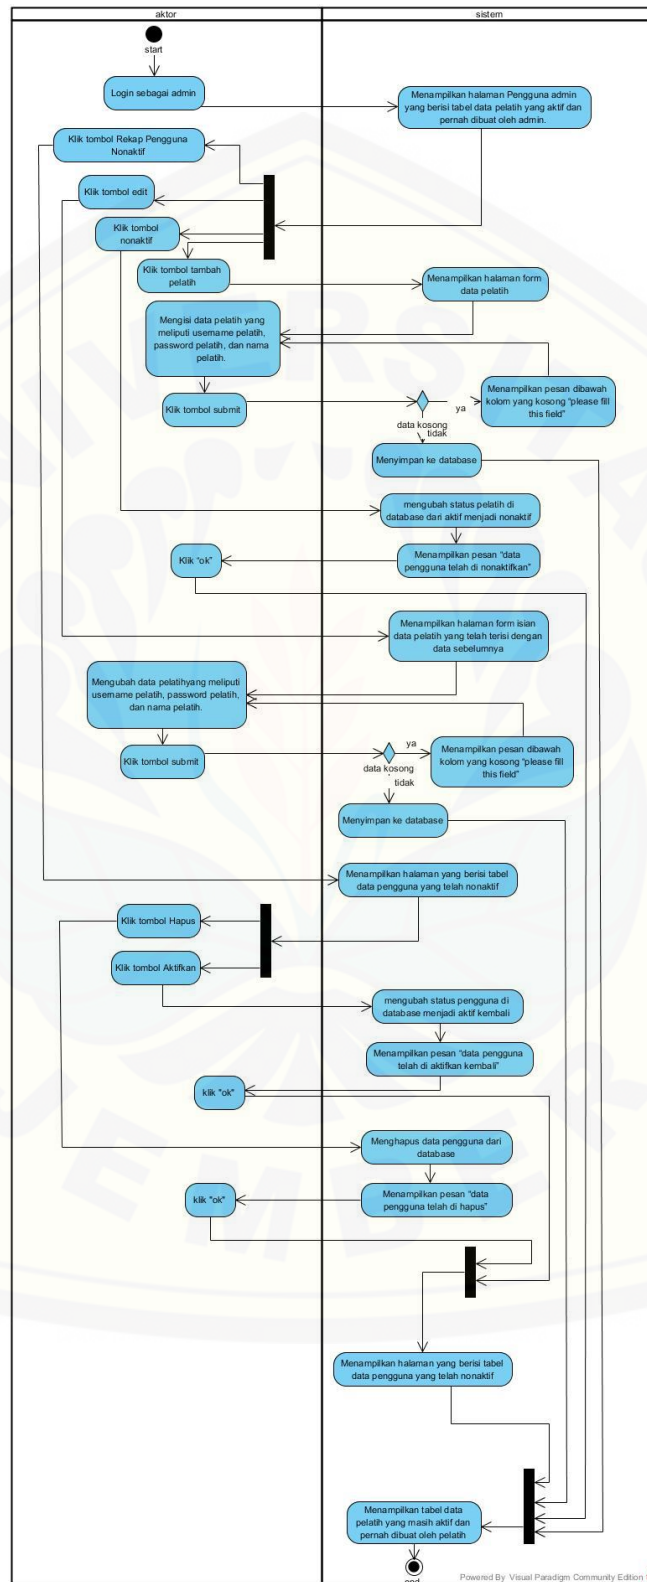 aktor
sistem
start
Login sebagai admin
Menampilkan halaman Pengguna admin
yang berisi tabel data pelatih yang aktif dan
pernah dibuat oleh admin.
Klik tombol Rekap Pengguna
Nonaktif
Klik tombol edit
Klik tombol
nonaktif
Klik tombol tambah
pelatih
Menampilkan halaman form
data pelatih
Mengisi data pelatih yang
meliputi username pelatih,
password pelatih, dan nama
pelatih.
Klik tombol submit
ya
data kosong
tidak
Menampilkan pesan dibawah
kolom yang kosong "please fill
this field"
Menyimpan ke database
mengubah status pelatih di
database dari aktif menjadi nonaktif
Menampilkan pesan "data
pengguna telah di nonaktifkan"
Klik "ok"
Menampilkan halaman form isian
data pelatih yang telah terisi dengan
data sebelumnya
Mengubah data pelatihyang meliputi
username pelatih, password pelatih,
dan nama pelatih.
Klik tombol submit
ya
data kosong
tidak
Menampilkan pesan dibawah
kolom yang kosong "please fill
this field"
Menyimpan ke database
Menampilkan halaman yang berisi tabel
data pengguna yang telah nonaktif
Klik tombol Hapus
Klik tombol Aktifkan
mengubah status pengguna di
database menjadi aktif kembali
Menampilkan pesan "data pengguna
telah di aktifkan kembali"
klik "ok"
Menghapus data pengguna dari
database
Menampilkan pesan "data
pengguna telah di hapus"
klik "ok"
Menampilkan halaman yang berisi tabel
data pengguna yang telah nonaktif
Menampilkan tabel data
pelatih yang masih aktif dan
pernah dibuat oleh pelatih
end
Powered By Visual Paradigm Community Edition
UNIVERSITAS
JEMBER